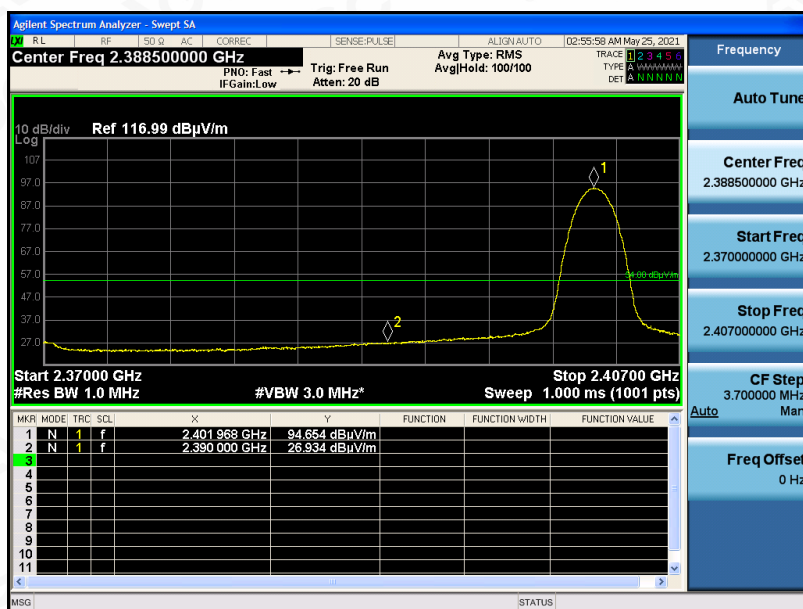 Agilent Spectrum Analyzer - Swept SA
LXI RL RF 50 Ω AC CORREC SENSE:PULSE ALIGN AUTO 02:55:58 AM May 25, 2021
Center Freq 2.388500000 GHz
PNO: Fast
IFGain:Low
Trig: Free Run
Atten: 20 dB
Avg Type: RMS
Avg|Hold: 100/100
TRACE 1 2 3 4 5 6
TYPE A WWWWW
DET A N N N N N
10 dB/div
Log
Ref 116.99 dBµV/m
107
97.0
87.0
77.0
67.0
57.0
47.0
37.0
27.0
1
2
54.00 dBµV/m
Start 2.37000 GHz Stop 2.40700 GHz
#Res BW 1.0 MHz #VBW 3.0 MHz* Sweep 1.000 ms (1001 pts)
MKR MODE TRC SCL X Y FUNCTION FUNCTION WIDTH FUNCTION VALUE
1 N 1 f 2.401 968 GHz 94.654 dBµV/m
2 N 1 f 2.390 000 GHz 26.934 dBµV/m
3
4
5
6
7
8
9
10
11
MSG STATUS
Frequency
Auto Tune
Center Freq
2.388500000 GHz
Start Freq
2.370000000 GHz
Stop Freq
2.407000000 GHz
CF Step
3.700000 MHz
Auto Man
Freq Offset
0 Hz